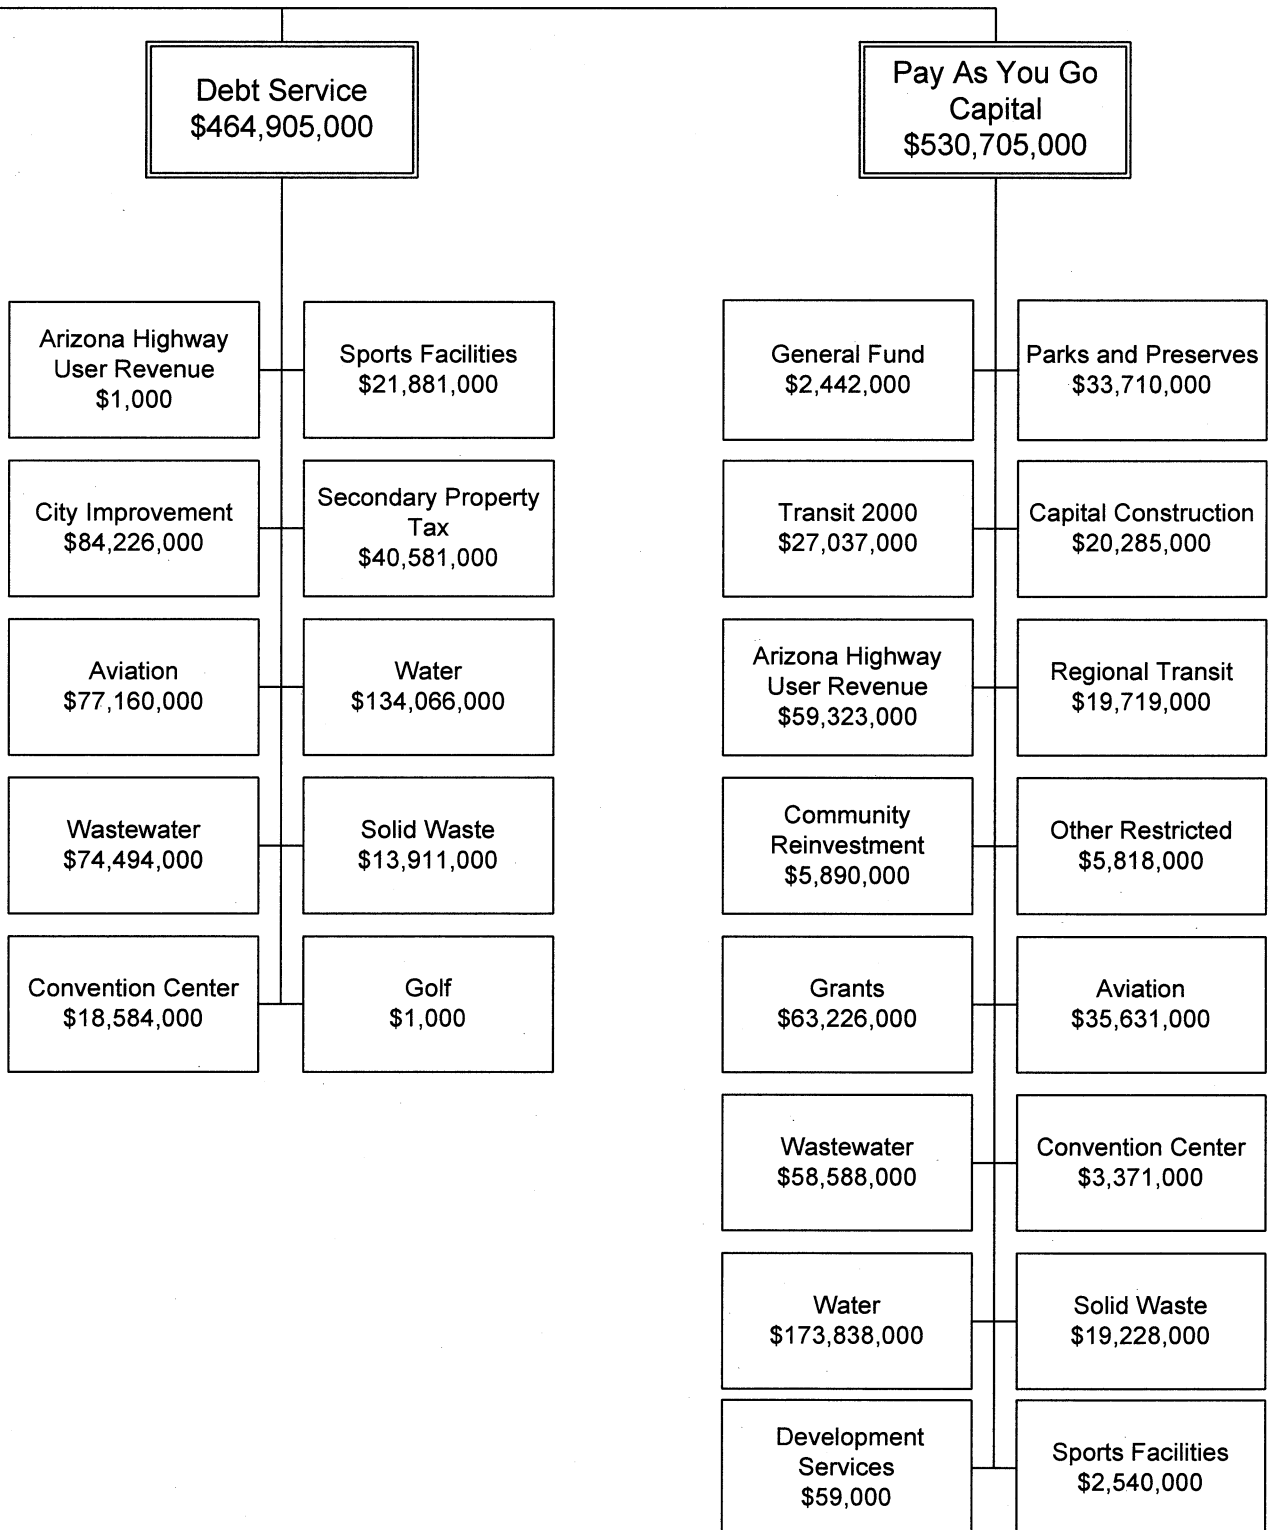 Debt Service
$464,905,000
Pay As You Go
Capital
$530,705,000
Arizona Highway
User Revenue
$1,000
Sports Facilities
$21,881,000
City Improvement
$84,226,000
Secondary Property
Tax
$40,581,000
Aviation
$77,160,000
Water
$134,066,000
Wastewater
$74,494,000
Solid Waste
$13,911,000
Convention Center
$18,584,000
Golf
$1,000
General Fund
$2,442,000
Parks and Preserves
$33,710,000
Transit 2000
$27,037,000
Capital Construction
$20,285,000
Arizona Highway
User Revenue
$59,323,000
Regional Transit
$19,719,000
Community
Reinvestment
$5,890,000
Other Restricted
$5,818,000
Grants
$63,226,000
Aviation
$35,631,000
Wastewater
$58,588,000
Convention Center
$3,371,000
Water
$173,838,000
Solid Waste
$19,228,000
Development
Services
$59,000
Sports Facilities
$2,540,000